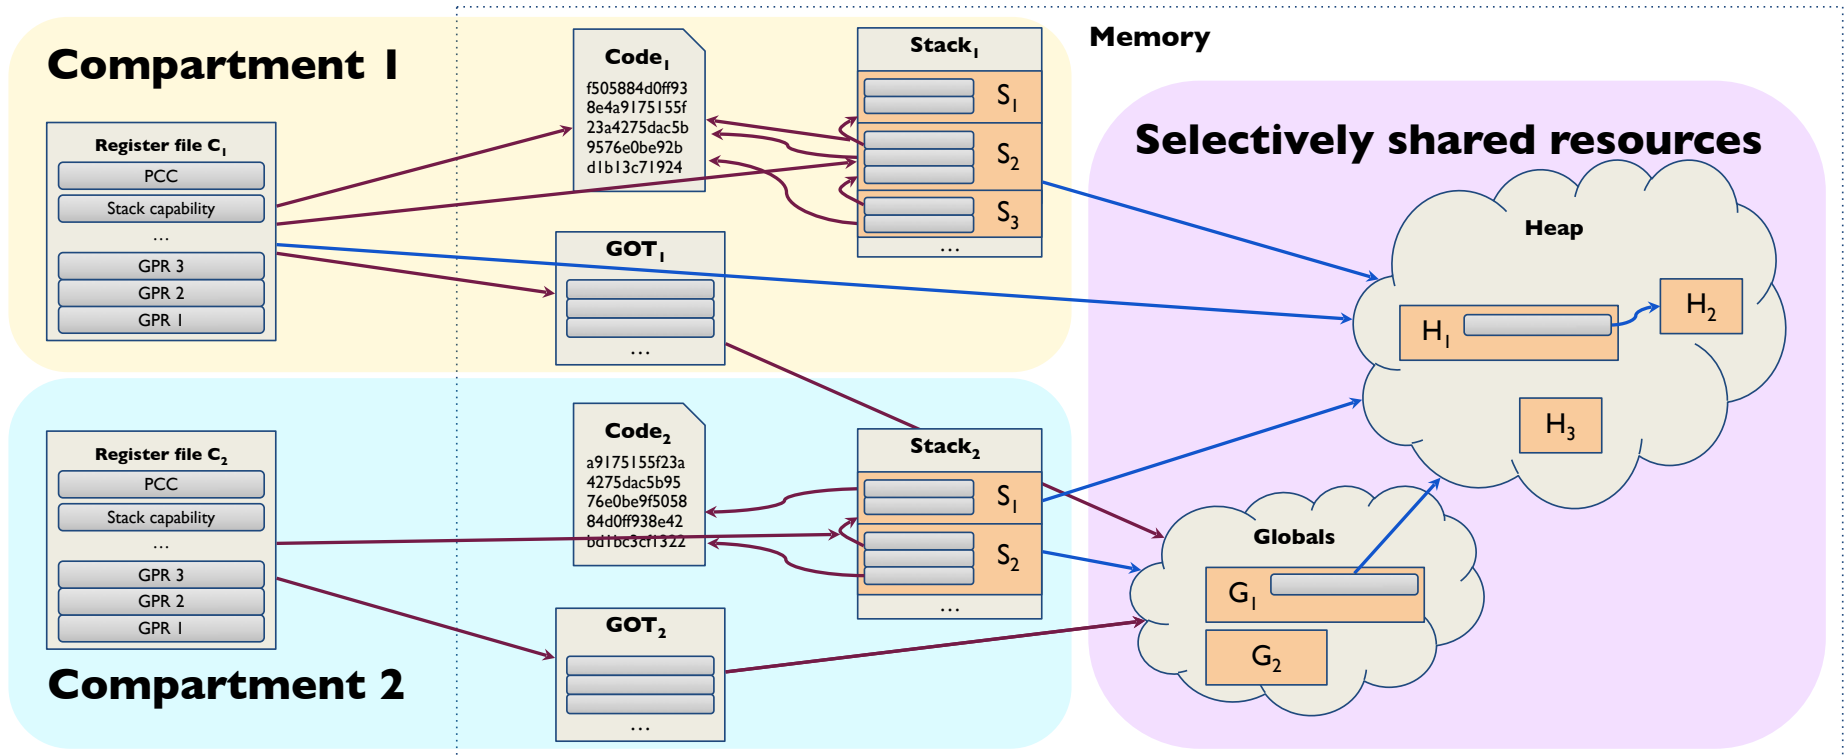 Compartment 1
Register file C1
PCC
Stack capability
...
GPR 3
GPR 2
GPR 1
Code1
f505884d0ff93
8e4a9175155f
23a4275dac5b
9576e0be92b
d1b13c71924
GOT1
...
Stack1
S1
S2
S3
...
Memory
Selectively shared resources
Heap
H1
H2
H3
Globals
G1
G2
Compartment 2
Register file C2
PCC
Stack capability
...
GPR 3
GPR 2
GPR 1
Code2
a9175155f23a
4275dac5b95
76e0be9f5058
84d0ff938e42
bd1bc3cf1322
GOT2
...
Stack2
S1
S2
...